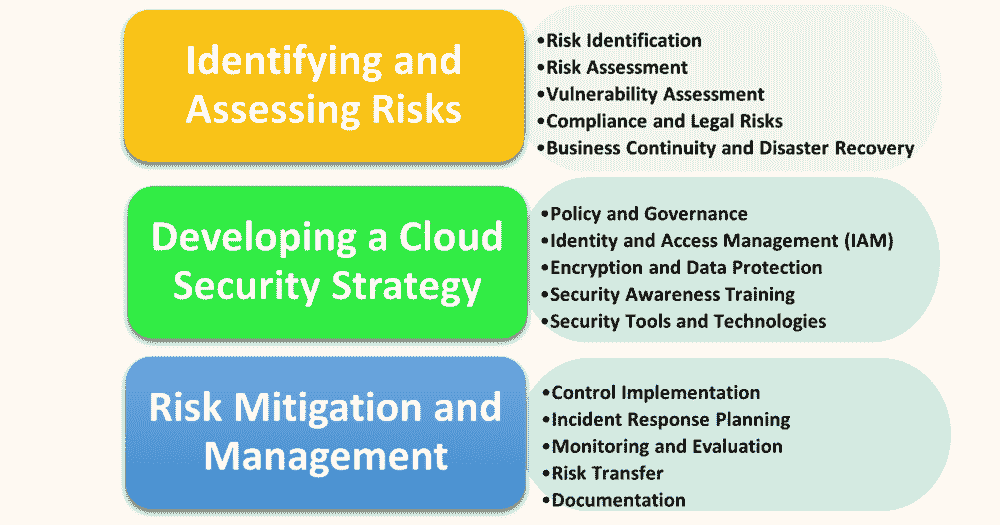 Identifying and
Assessing Risks
•Risk Identification
•Risk Assessment
•Vulnerability Assessment
•Compliance and Legal Risks
•Business Continuity and Disaster Recovery
Developing a Cloud
Security Strategy
•Policy and Governance
•Identity and Access Management (IAM)
•Encryption and Data Protection
•Security Awareness Training
•Security Tools and Technologies
Risk Mitigation and
Management
•Control Implementation
•Incident Response Planning
•Monitoring and Evaluation
•Risk Transfer
•Documentation